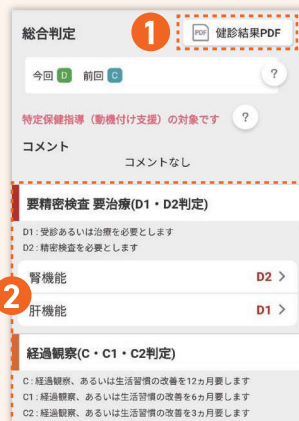 総合判定
1
PDF 健診結果PDF
今回 D 前回 C ?
特定保健指導（動機付け支援）の対象です ?
コメント
コメントなし
要精密検査 要治療(D1・D2判定)
D1：受診あるいは治療を必要とします
D2：精密検査を必要とします
腎機能 D2 >
2
肝機能 D1 >
経過観察(C・C1・C2判定)
C：経過観察、あるいは生活習慣の改善を12ヵ月要します
C1：経過観察、あるいは生活習慣の改善を6ヵ月要します
C2：経過観察、あるいは生活習慣の改善を3ヵ月要します